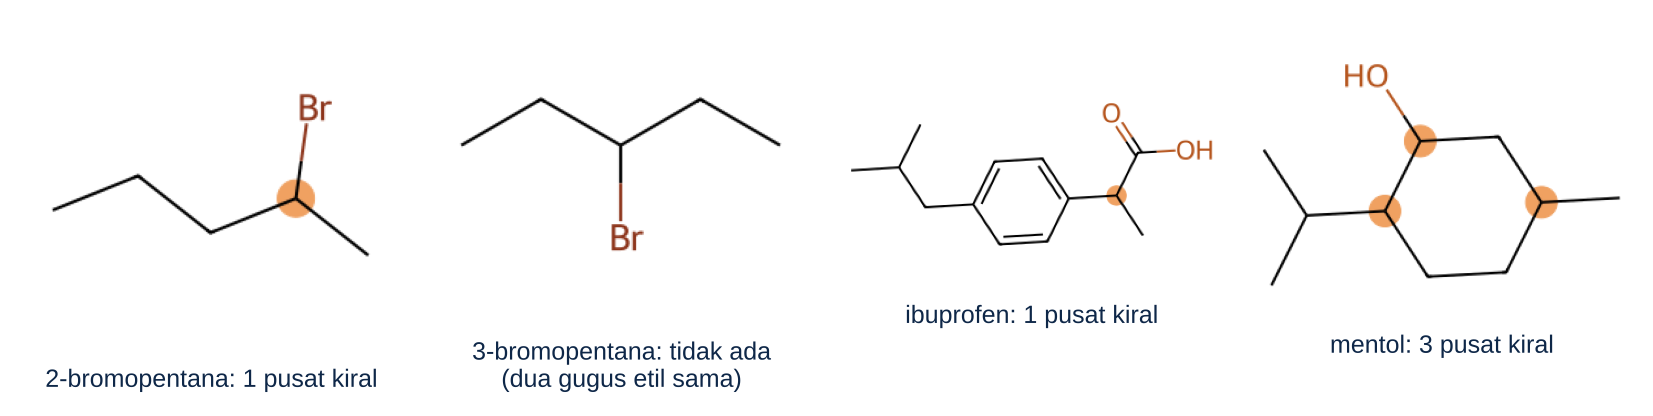 Br
2-bromopentana: 1 pusat kiral
Br
3-bromopentana: tidak ada
(dua gugus etil sama)
O
OH
ibuprofen: 1 pusat kiral
HO
mentol: 3 pusat kiral